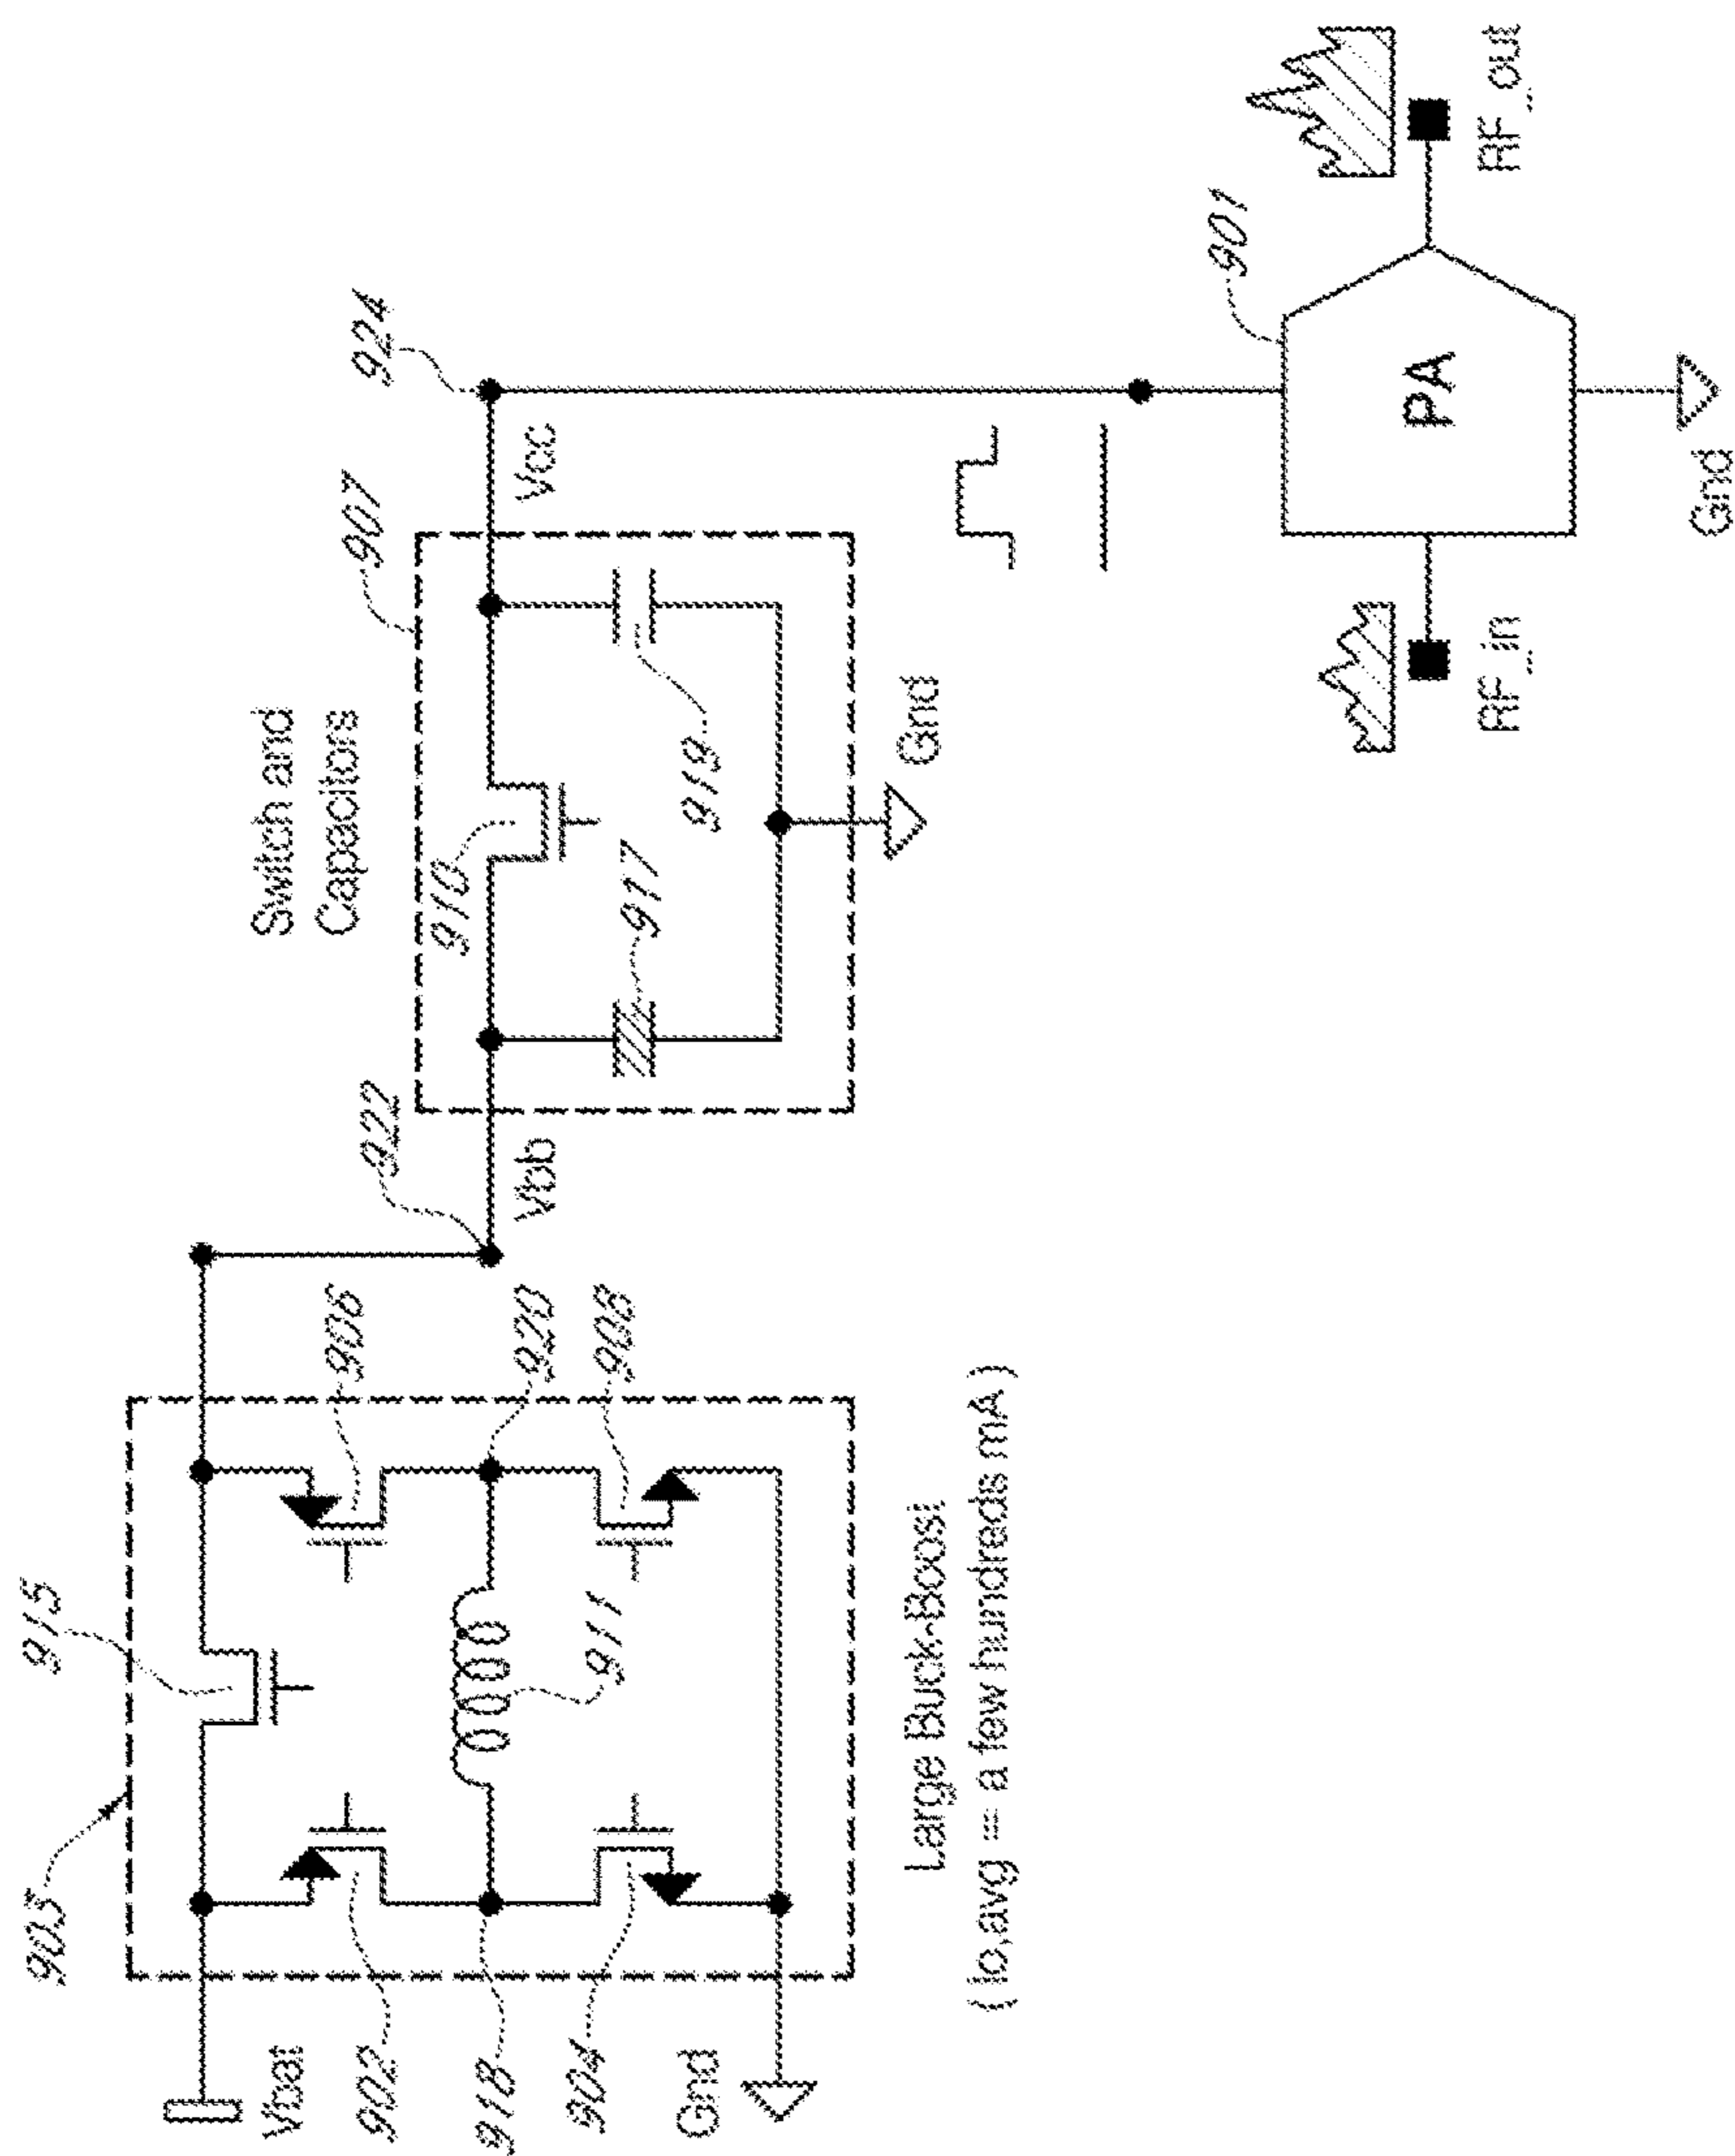 903
915
Vbat
902
906
918
911
920
904
908
Gnd
Large Buck-Boost
( io,avg = a few hundreds mA )
922
Vbb
Switch and
Capacitors
907
910
917
919
Gnd
Vcc
924
901
PA
RF_in
RF_out
Gnd